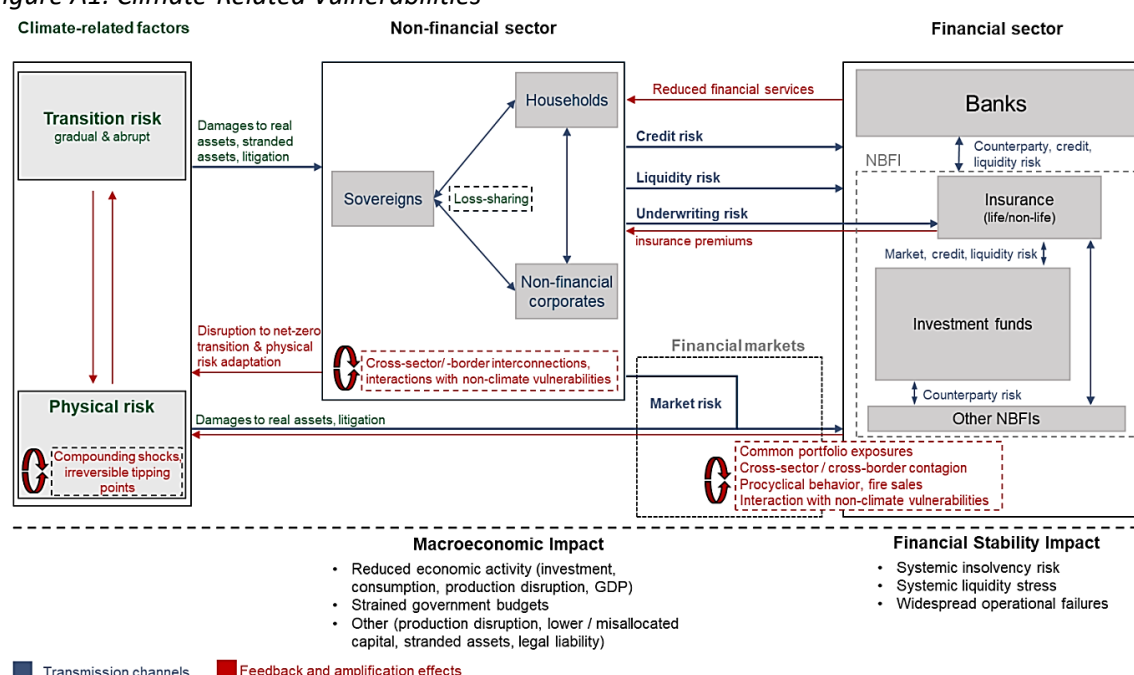 Figure A1: Climate-Related Vulnerabilities
Climate-related factors
Non-financial sector
Financial sector
Transition risk
gradual & abrupt
Damages to real
assets, stranded
assets, litigation
Households
Sovereigns
Loss-sharing
Non-financial
corporates
Reduced financial services
Credit risk
Liquidity risk
Underwriting risk
insurance premiums
Banks
NBFI
Counterparty, credit,
liquidity risk
Insurance
(life/non-life)
Market, credit, liquidity risk
Investment funds
Counterparty risk
Other NBFIs
Disruption to net-zero
transition & physical
risk adaptation
Cross-sector/-border interconnections,
interactions with non-climate vulnerabilities
Financial markets
Market risk
Physical risk
Compounding shocks,
irreversible tipping
points
Damages to real assets, litigation
Common portfolio exposures
Cross-sector / cross-border contagion
Procyclical behavior, fire sales
Interaction with non-climate vulnerabilities
Macroeconomic Impact
• Reduced economic activity (investment,
consumption, production disruption, GDP)
• Strained government budgets
• Other (production disruption, lower / misallocated
capital, stranded assets, legal liability)
Financial Stability Impact
• Systemic insolvency risk
• Systemic liquidity stress
• Widespread operational failures
Transmission channels
Feedback and amplification effects